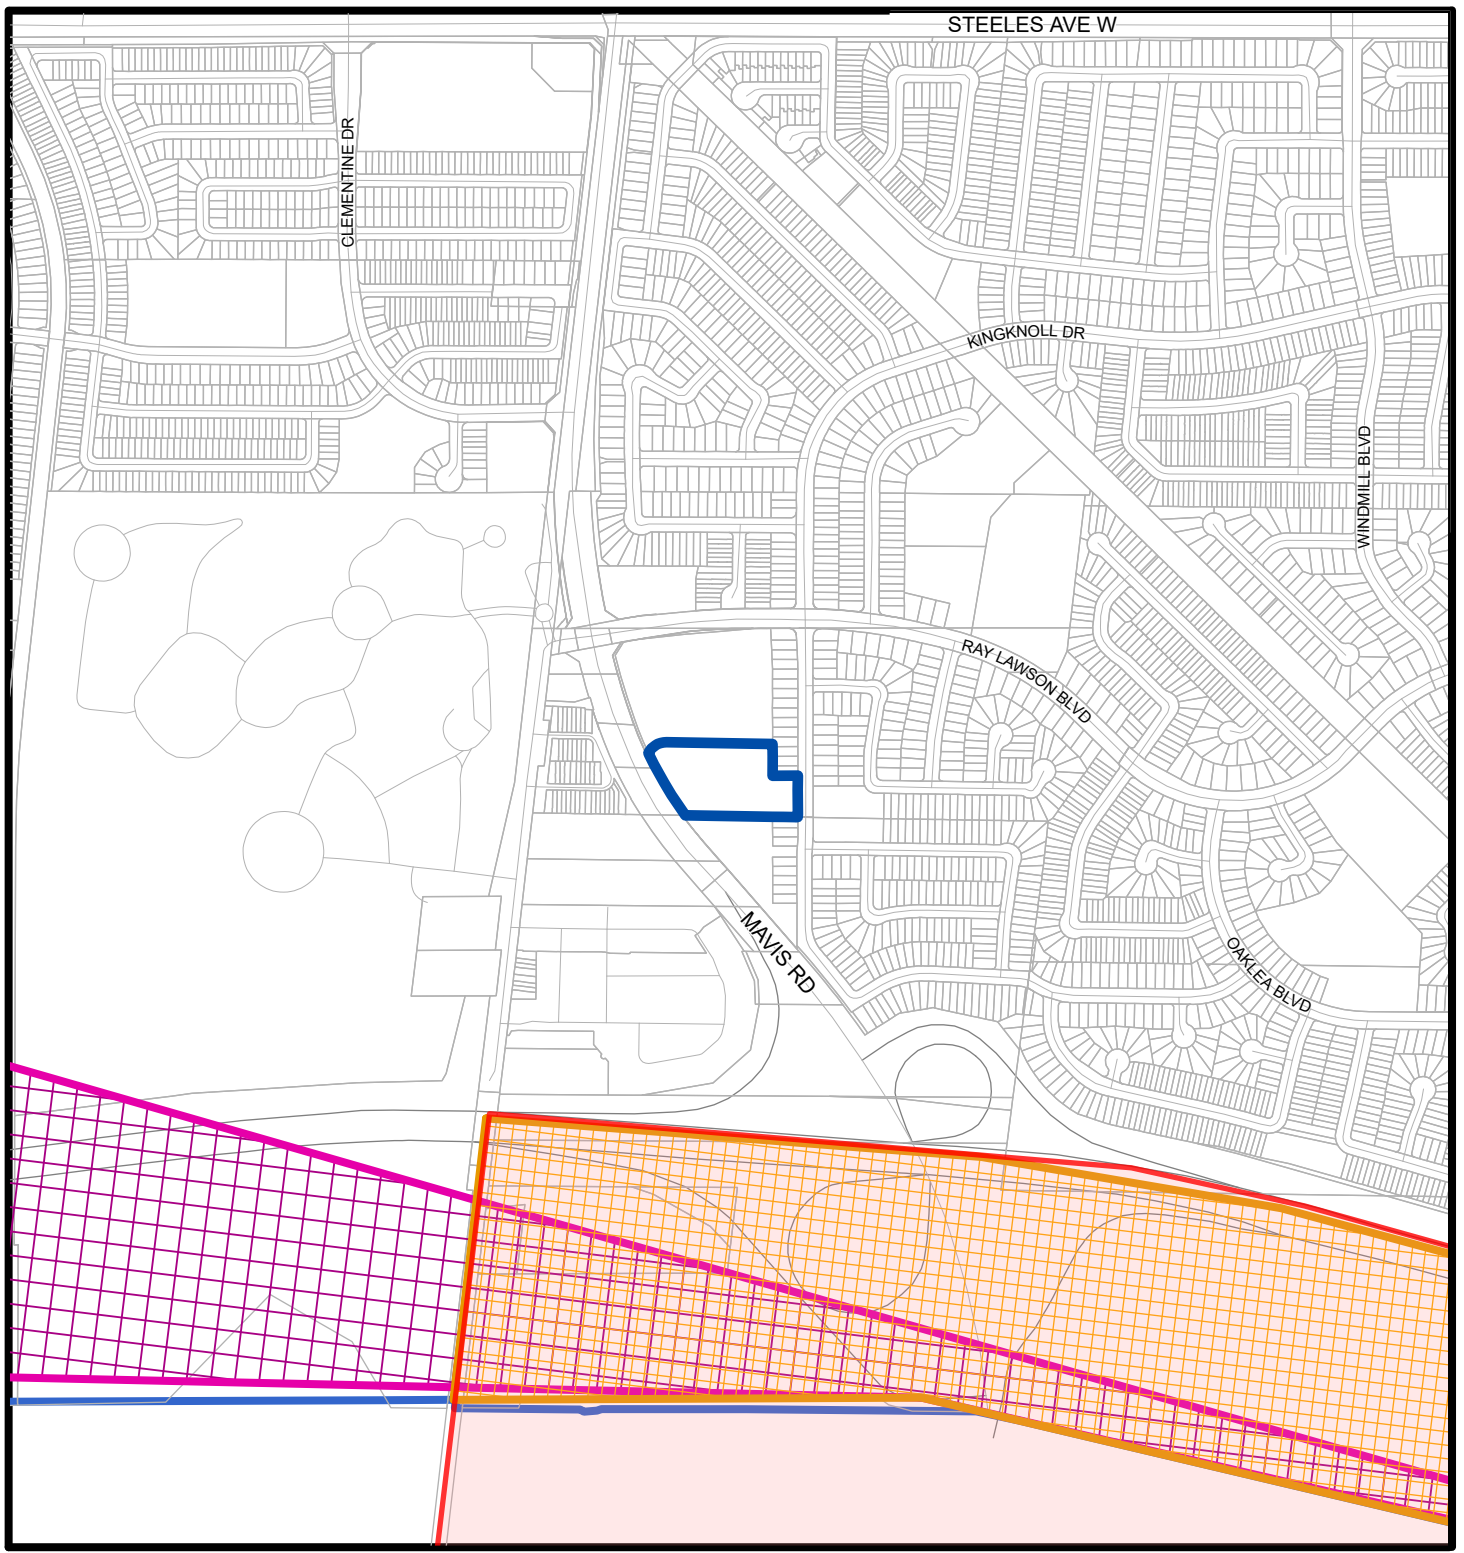 STEELES AVE W
CLEMENTINE DR
KINGKNOLL DR
WINDMILL BLVD
RAY LAWSON BLVD
MAVIS RD
OAKLEA BLVD